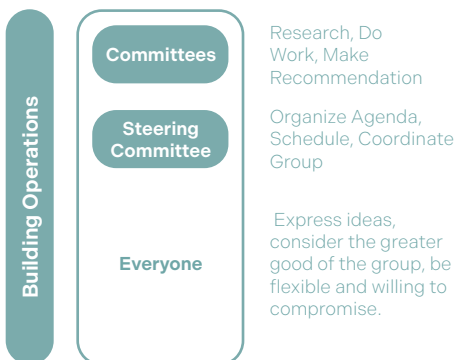 Building Operations
Committees
Research, Do
Work, Make
Recommendation
Steering
Committee
Organize Agenda,
Schedule, Coordinate
Group
Everyone
Express ideas,
consider the greater
good of the group, be
flexible and willing to
compromise.